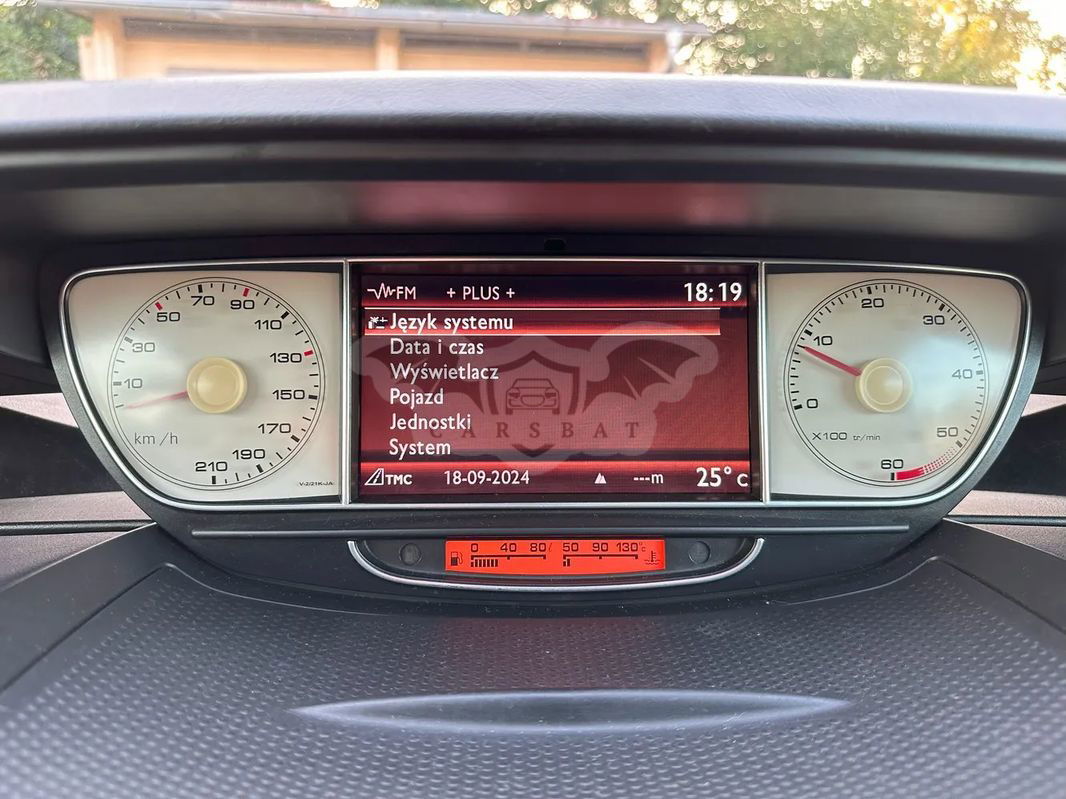 FM + PLUS + 18:19
Język systemu
Data i czas
Wyświetlacz
Pojazd
Jednostki
System
TMC 18-09-2024 ---m 25° c
CARSBAT
10 30 50 70 90 110 130 150 170 190 210
km/h
0 10 20 30 40 50 60
X100 tr/min
0 40 80/ 50 90 130°c